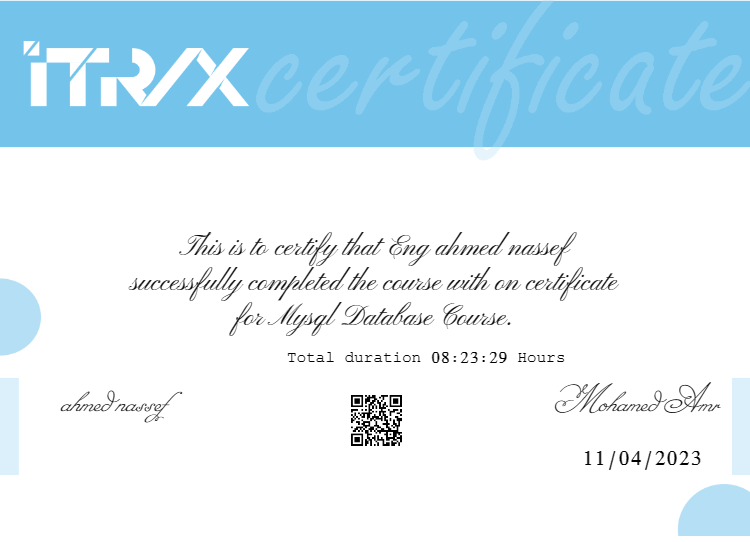 iTRIX
certificate
This is to certify that Eng ahmed nassef
successfully completed the course with on certificate
for Mysql Database Course.
Total duration 08:23:29 Hours
ahmed nassef
Mohamed Amr
11/04/2023